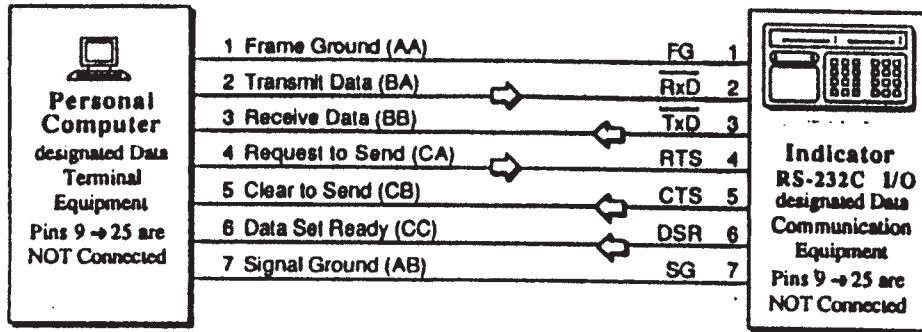 Personal
Computer
designated Data
Terminal
Equipment
Pins 9 → 25 are
NOT Connected
1 Frame Ground (AA) FG 1
2 Transmit Data (BA) RxD 2
3 Receive Data (BB) TxD 3
4 Request to Send (CA) RTS 4
5 Clear to Send (CB) CTS 5
6 Data Set Ready (CC) DSR 6
7 Signal Ground (AB) SG 7
Indicator
RS-232C I/O
designated Data
Communication
Equipment
Pins 9 → 25 are
NOT Connected